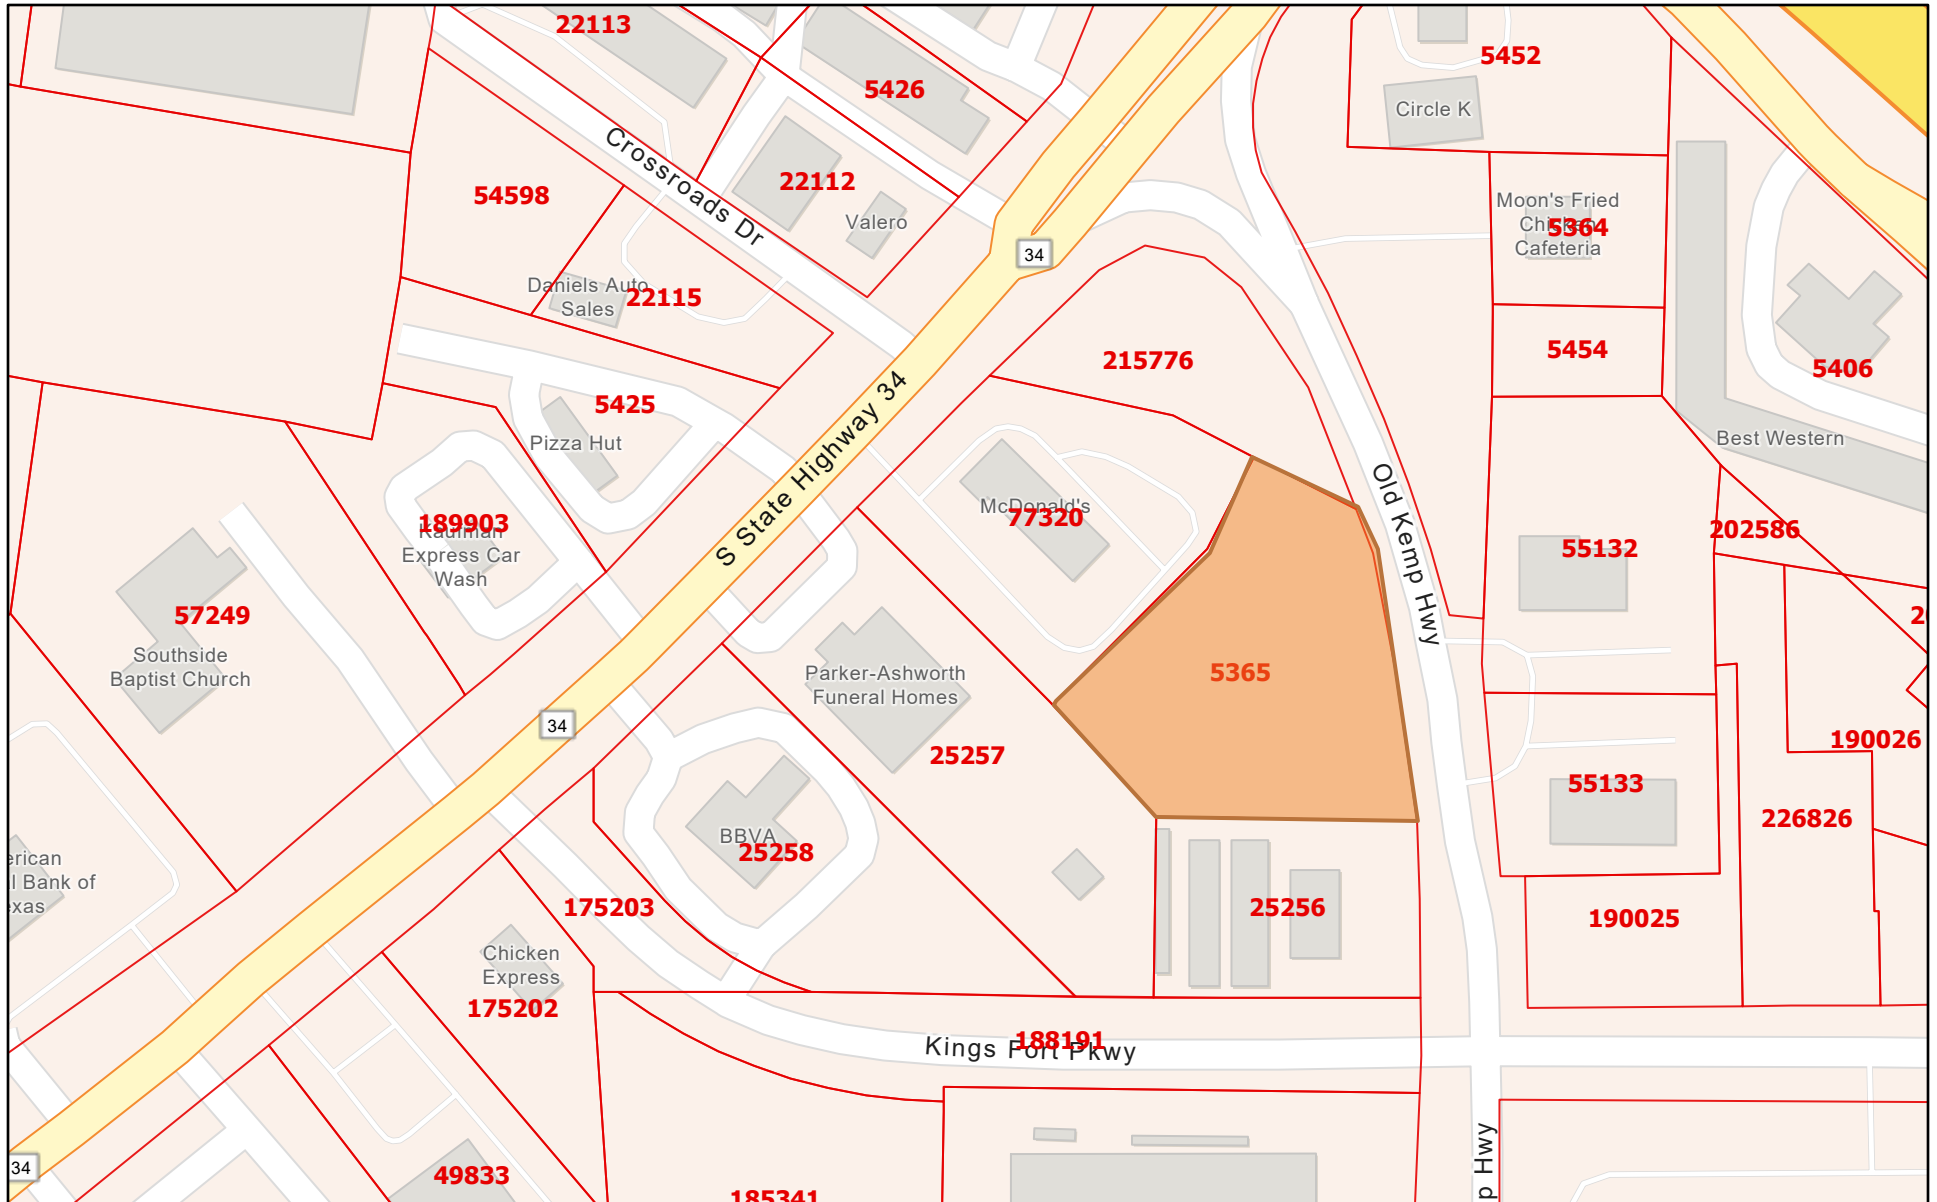 22113
5452
5426
Circle K
Crossroads Dr
22112
54598
Valero
Moon's Fried
Chicken
Cafeteria
5364
34
Daniels Auto
Sales
22115
5454
215776
5406
S State Highway 34
5425
Pizza Hut
Best Western
Old Kemp Hwy
McDonald's
77320
189903
Kaufman
Express Car
Wash
202586
55132
57249
Southside
Baptist Church
Parker-Ashworth
Funeral Homes
5365
34
25257
190026
55133
226826
BBVA
25258
erican
l Bank of
exas
175203
25256
190025
Chicken
Express
175202
188191
Kings Fort Pkwy
p Hwy
34
49833
185341